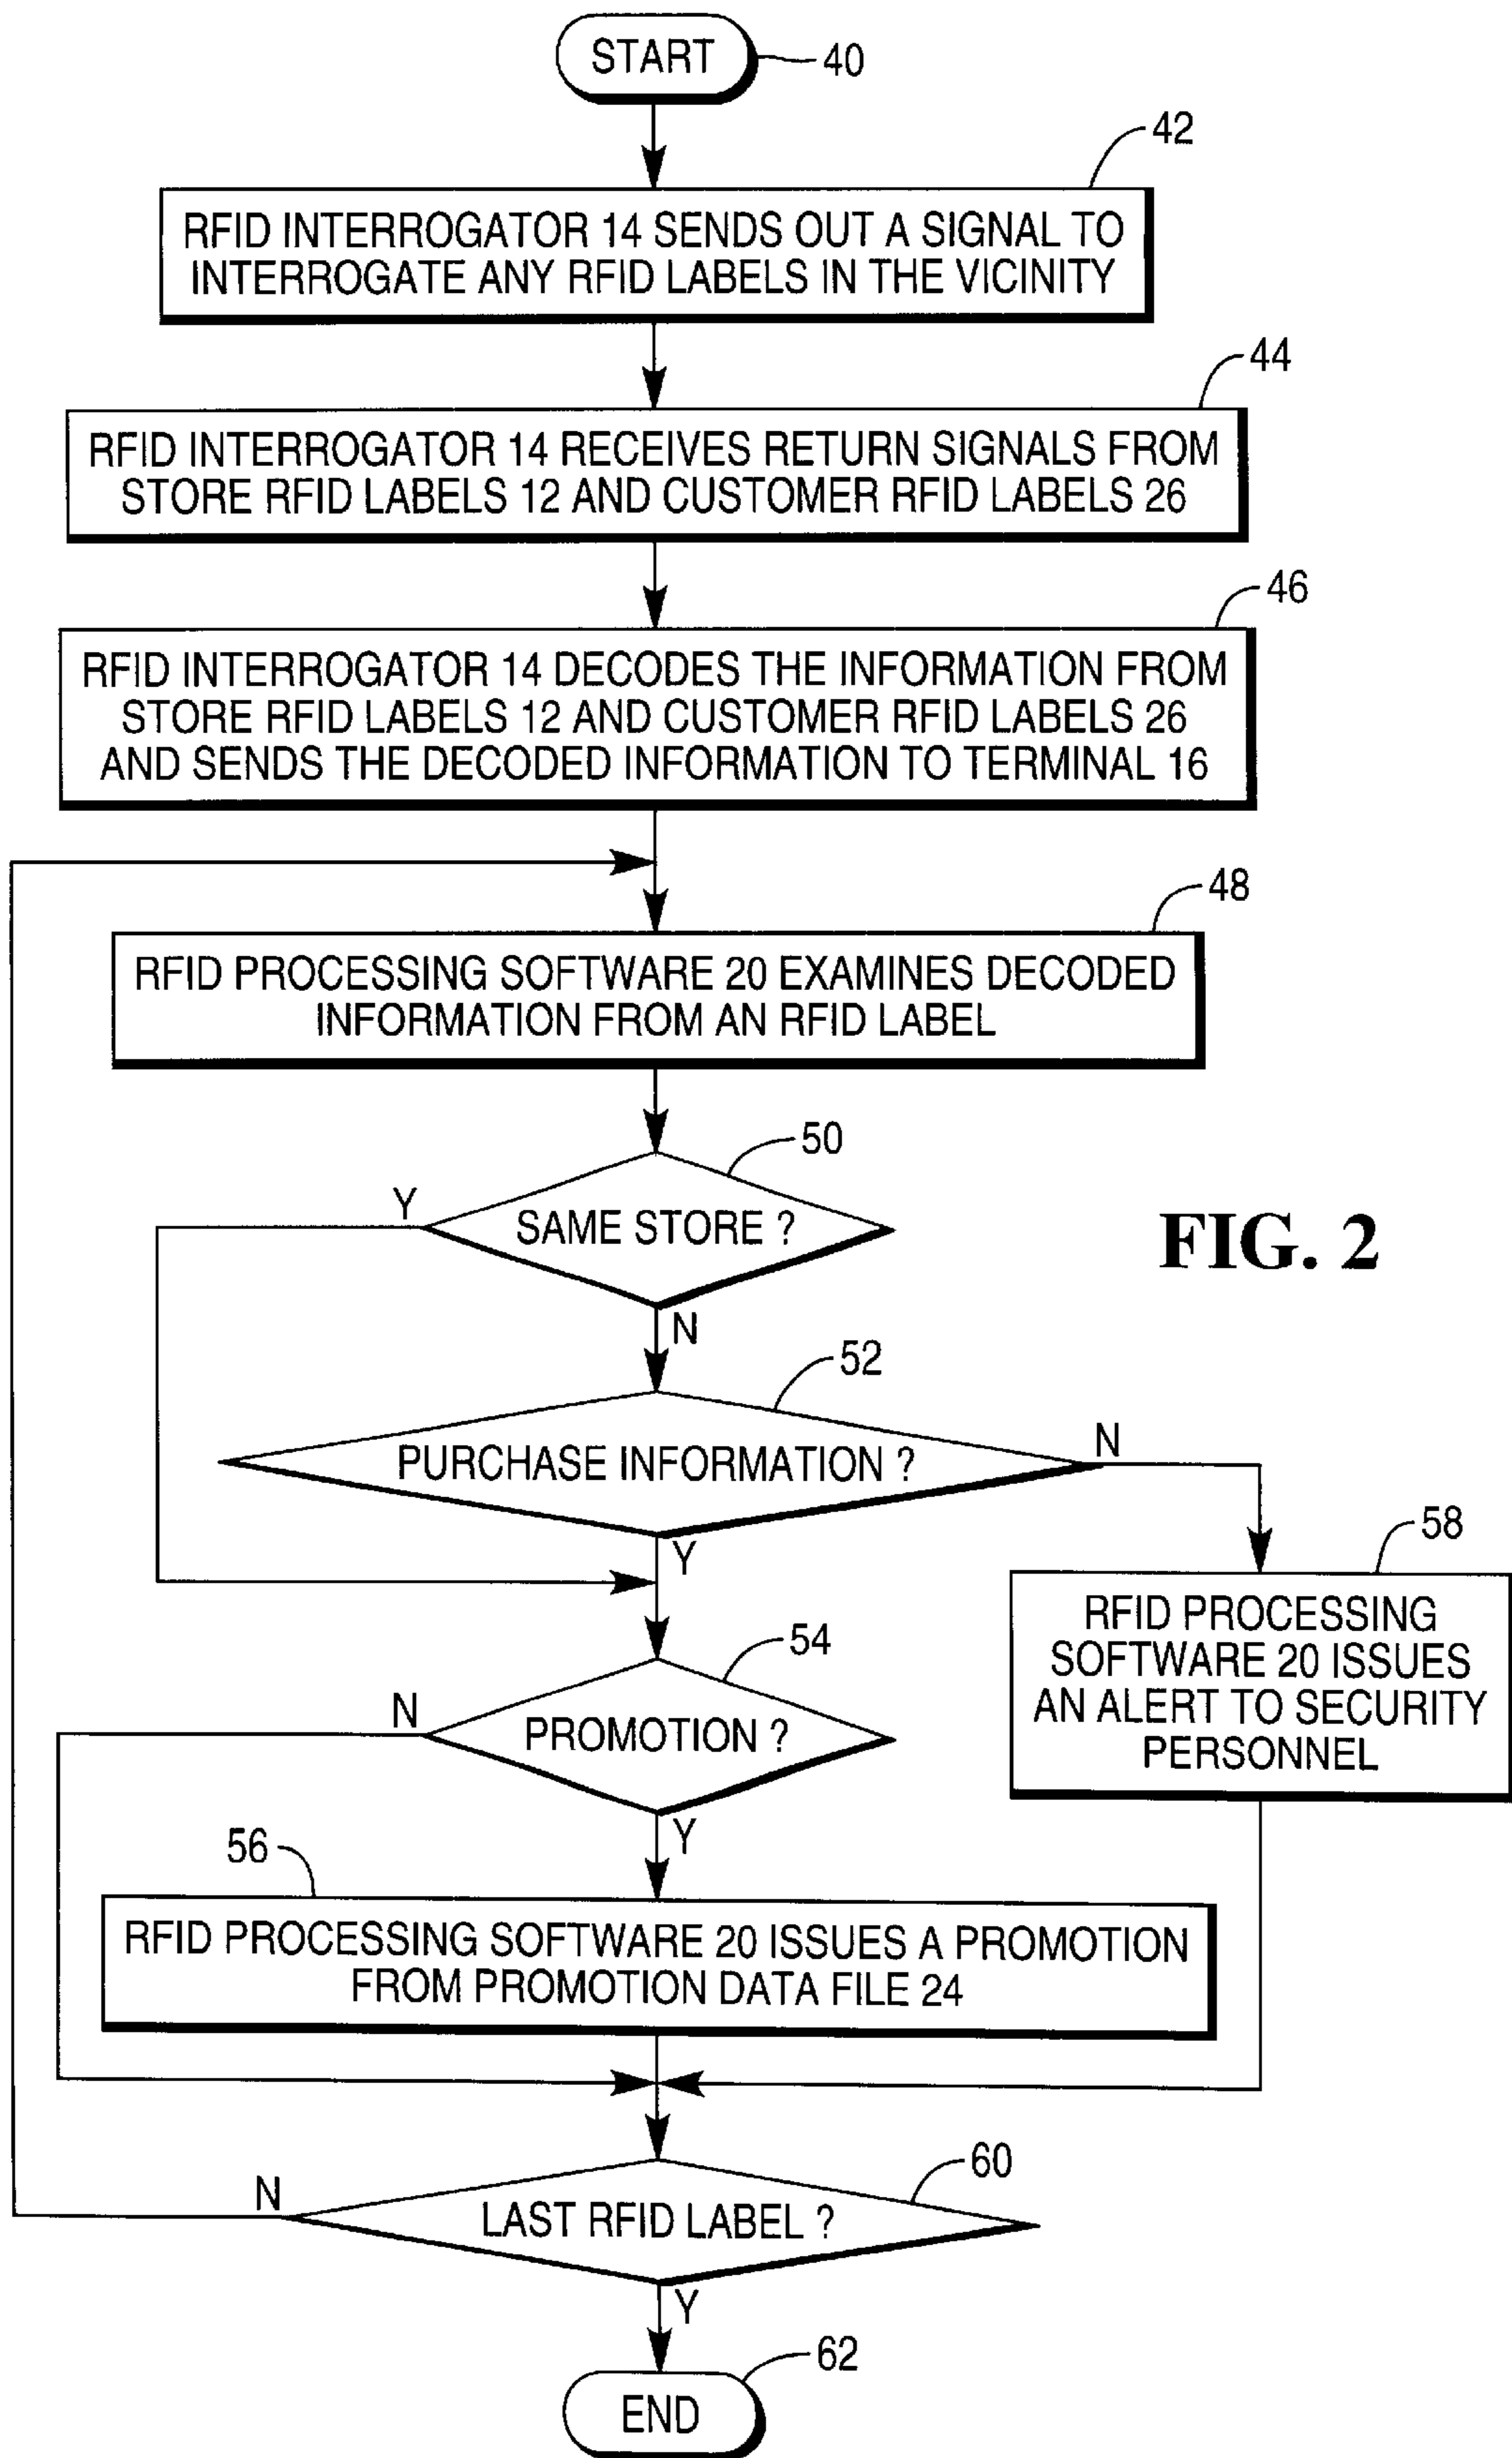 START
40
42
RFID INTERROGATOR 14 SENDS OUT A SIGNAL TO
INTERROGATE ANY RFID LABELS IN THE VICINITY
44
RFID INTERROGATOR 14 RECEIVES RETURN SIGNALS FROM
STORE RFID LABELS 12 AND CUSTOMER RFID LABELS 26
46
RFID INTERROGATOR 14 DECODES THE INFORMATION FROM
STORE RFID LABELS 12 AND CUSTOMER RFID LABELS 26
AND SENDS THE DECODED INFORMATION TO TERMINAL 16
48
RFID PROCESSING SOFTWARE 20 EXAMINES DECODED
INFORMATION FROM AN RFID LABEL
50
Y
SAME STORE ?
FIG. 2
N
52
PURCHASE INFORMATION ?
N
Y
58
RFID PROCESSING
SOFTWARE 20 ISSUES
AN ALERT TO SECURITY
PERSONNEL
54
N
PROMOTION ?
Y
56
RFID PROCESSING SOFTWARE 20 ISSUES A PROMOTION
FROM PROMOTION DATA FILE 24
60
N
LAST RFID LABEL ?
Y
62
END